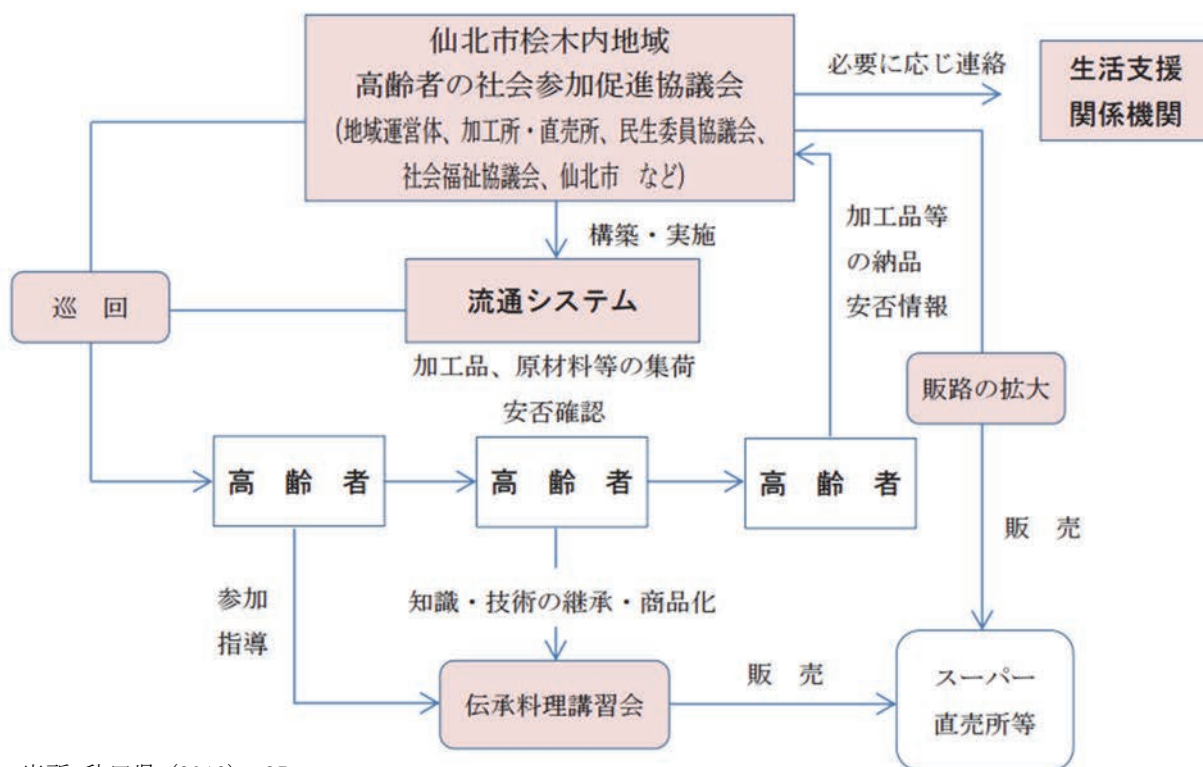 仙北市桧木内地域
高齢者の社会参加促進協議会
(地域運営体、加工所・直売所、民生委員協議会、
社会福祉協議会、仙北市　など)
必要に応じ連絡
生活支援
関係機関
構築・実施
加工品等
の納品
安否情報
巡　回
流通システム
加工品、原材料等の集荷
安否確認
販路の拡大
高　齢　者
高　齢　者
高　齢　者
販　売
参加
指導
知識・技術の継承・商品化
伝承料理講習会
販　売
スーパー
直売所等